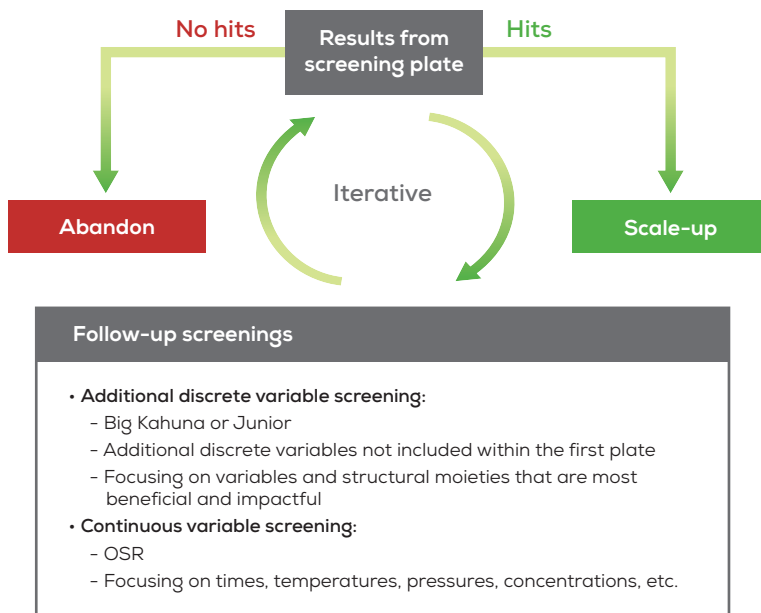 No hits
Results from
screening plate
Hits
Iterative
Abandon
Scale-up
Follow-up screenings
• Additional discrete variable screening:
- Big Kahuna or Junior
- Additional discrete variables not included within the first plate
- Focusing on variables and structural moieties that are most
beneficial and impactful
• Continuous variable screening:
- OSR
- Focusing on times, temperatures, pressures, concentrations, etc.